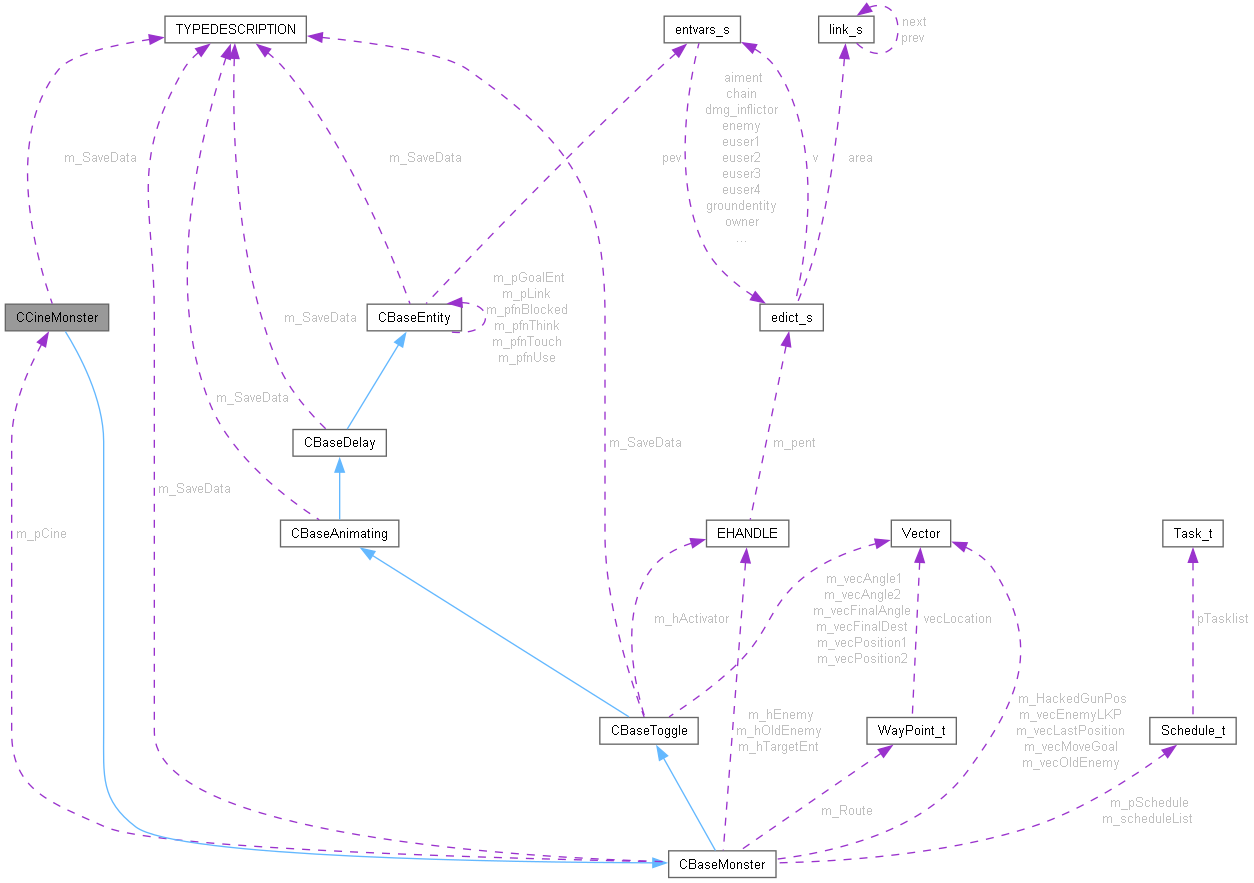 TYPEDESCRIPTION
entvars_s
link_s
next
prev
aiment
chain
dmg_inflictor
enemy
euser1
euser2
euser3
euser4
groundentity
owner
...
m_SaveData
m_SaveData
pev
v
area
m_pGoalEnt
m_pLink
m_pfnBlocked
m_pfnThink
m_pfnTouch
m_pfnUse
CCineMonster
m_SaveData
CBaseEntity
edict_s
m_SaveData
CBaseDelay
m_SaveData
m_pent
m_SaveData
m_pCine
CBaseAnimating
EHANDLE
Vector
Task_t
m_vecAngle1
m_vecAngle2
m_vecFinalAngle
m_vecFinalDest
m_vecPosition1
m_vecPosition2
m_hActivator
vecLocation
pTasklist
m_hEnemy
m_hOldEnemy
m_hTargetEnt
m_HackedGunPos
m_vecEnemyLKP
m_vecLastPosition
m_vecMoveGoal
m_vecOldEnemy
CBaseToggle
WayPoint_t
Schedule_t
m_Route
m_pSchedule
m_scheduleList
CBaseMonster